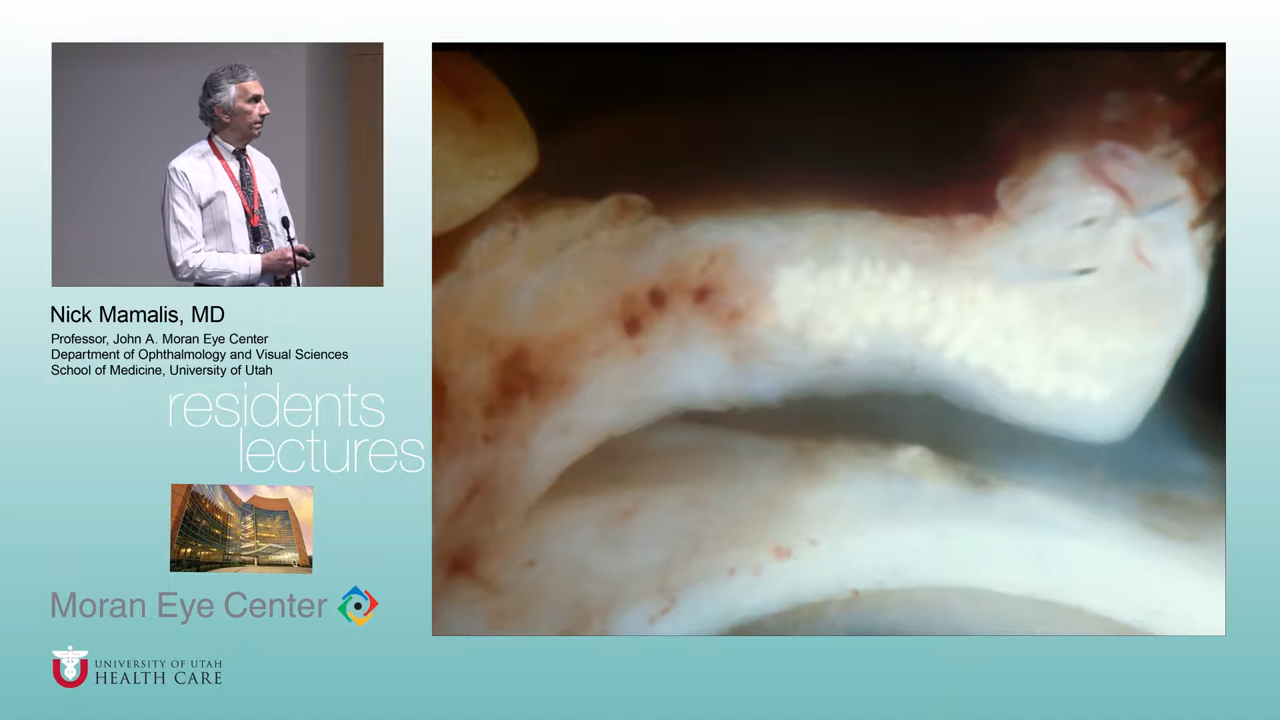 Nick Mamalis, MD
Professor, John A. Moran Eye Center
Department of Ophthalmology and Visual Sciences
School of Medicine, University of Utah
residents
lectures
Moran Eye Center
UNIVERSITY OF UTAH
HEALTH CARE